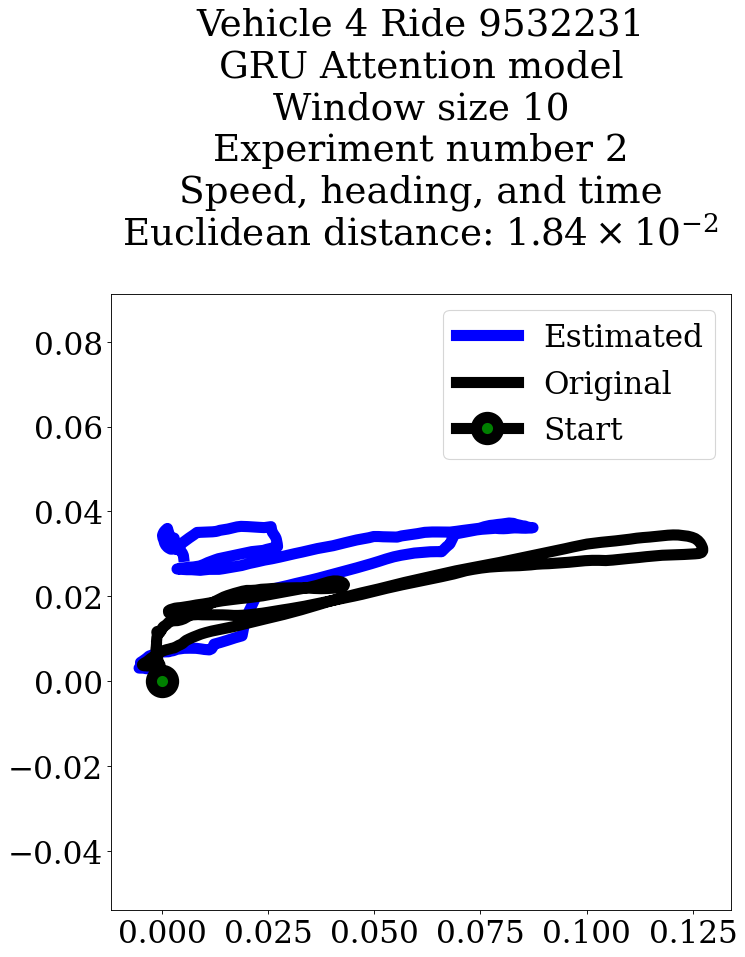 Vehicle 4 Ride 9532231
GRU Attention model
Window size 10
Experiment number 2
Speed, heading, and time
Euclidean distance: 1.84 × 10⁻²
Estimated
Original
Start
0.08
0.06
0.04
0.02
0.00
−0.02
−0.04
0.000 0.025 0.050 0.075 0.100 0.125